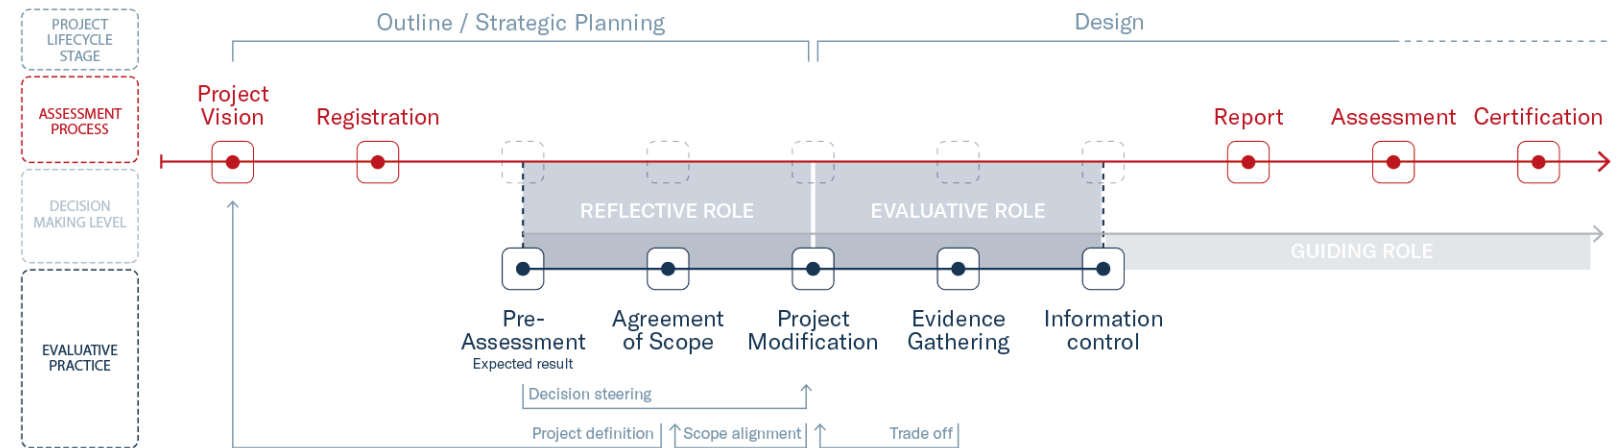 PROJECT
LIFECYCLE
STAGE
Outline / Strategic Planning
Design
ASSESSMENT
PROCESS
Project
Vision
Registration
Report
Assessment
Certification
DECISION
MAKING LEVEL
REFLECTIVE ROLE
EVALUATIVE ROLE
GUIDING ROLE
EVALUATIVE
PRACTICE
Pre-
Assessment
Expected result
Agreement
of Scope
Project
Modification
Evidence
Gathering
Information
control
Decision steering
Project definition
Scope alignment
Trade off